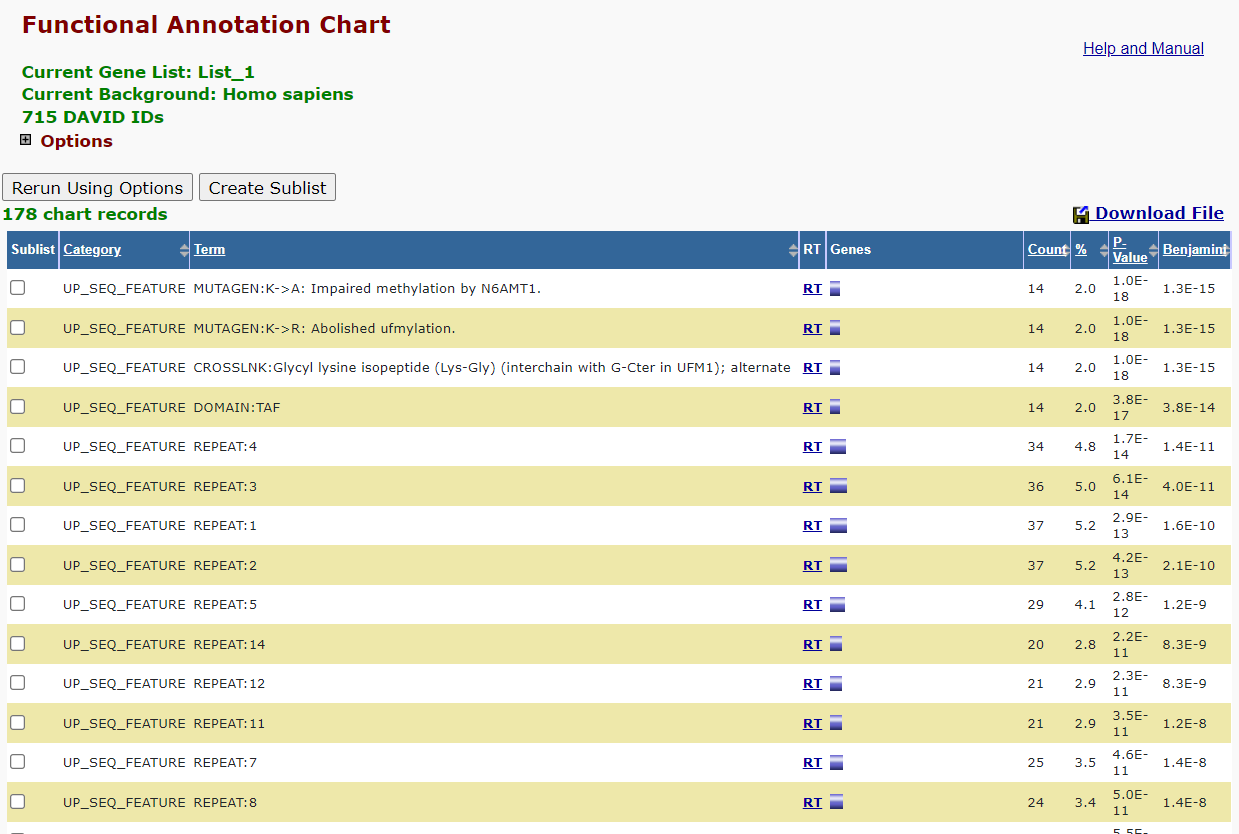 Functional Annotation Chart
Help and Manual
Current Gene List: List_1
Current Background: Homo sapiens
715 DAVID IDs
Options
Rerun Using Options Create Sublist
178 chart records Download File
Sublist Category Term RT Genes Count % P-Value Benjamini
UP_SEQ_FEATURE MUTAGEN:K->A: Impaired methylation by N6AMT1. RT 14 2.0 1.0E-18 1.3E-15
UP_SEQ_FEATURE MUTAGEN:K->R: Abolished ufmylation. RT 14 2.0 1.0E-18 1.3E-15
UP_SEQ_FEATURE CROSSLNK:Glycyl lysine isopeptide (Lys-Gly) (interchain with G-Cter in UFM1); alternate RT 14 2.0 1.0E-18 1.3E-15
UP_SEQ_FEATURE DOMAIN:TAF RT 14 2.0 3.8E-17 3.8E-14
UP_SEQ_FEATURE REPEAT:4 RT 34 4.8 1.7E-14 1.4E-11
UP_SEQ_FEATURE REPEAT:3 RT 36 5.0 6.1E-14 4.0E-11
UP_SEQ_FEATURE REPEAT:1 RT 37 5.2 2.9E-13 1.6E-10
UP_SEQ_FEATURE REPEAT:2 RT 37 5.2 4.2E-13 2.1E-10
UP_SEQ_FEATURE REPEAT:5 RT 29 4.1 2.8E-12 1.2E-9
UP_SEQ_FEATURE REPEAT:14 RT 20 2.8 2.2E-11 8.3E-9
UP_SEQ_FEATURE REPEAT:12 RT 21 2.9 2.3E-11 8.3E-9
UP_SEQ_FEATURE REPEAT:11 RT 21 2.9 3.5E-11 1.2E-8
UP_SEQ_FEATURE REPEAT:7 RT 25 3.5 4.6E-11 1.4E-8
UP_SEQ_FEATURE REPEAT:8 RT 24 3.4 5.0E-11 1.4E-8